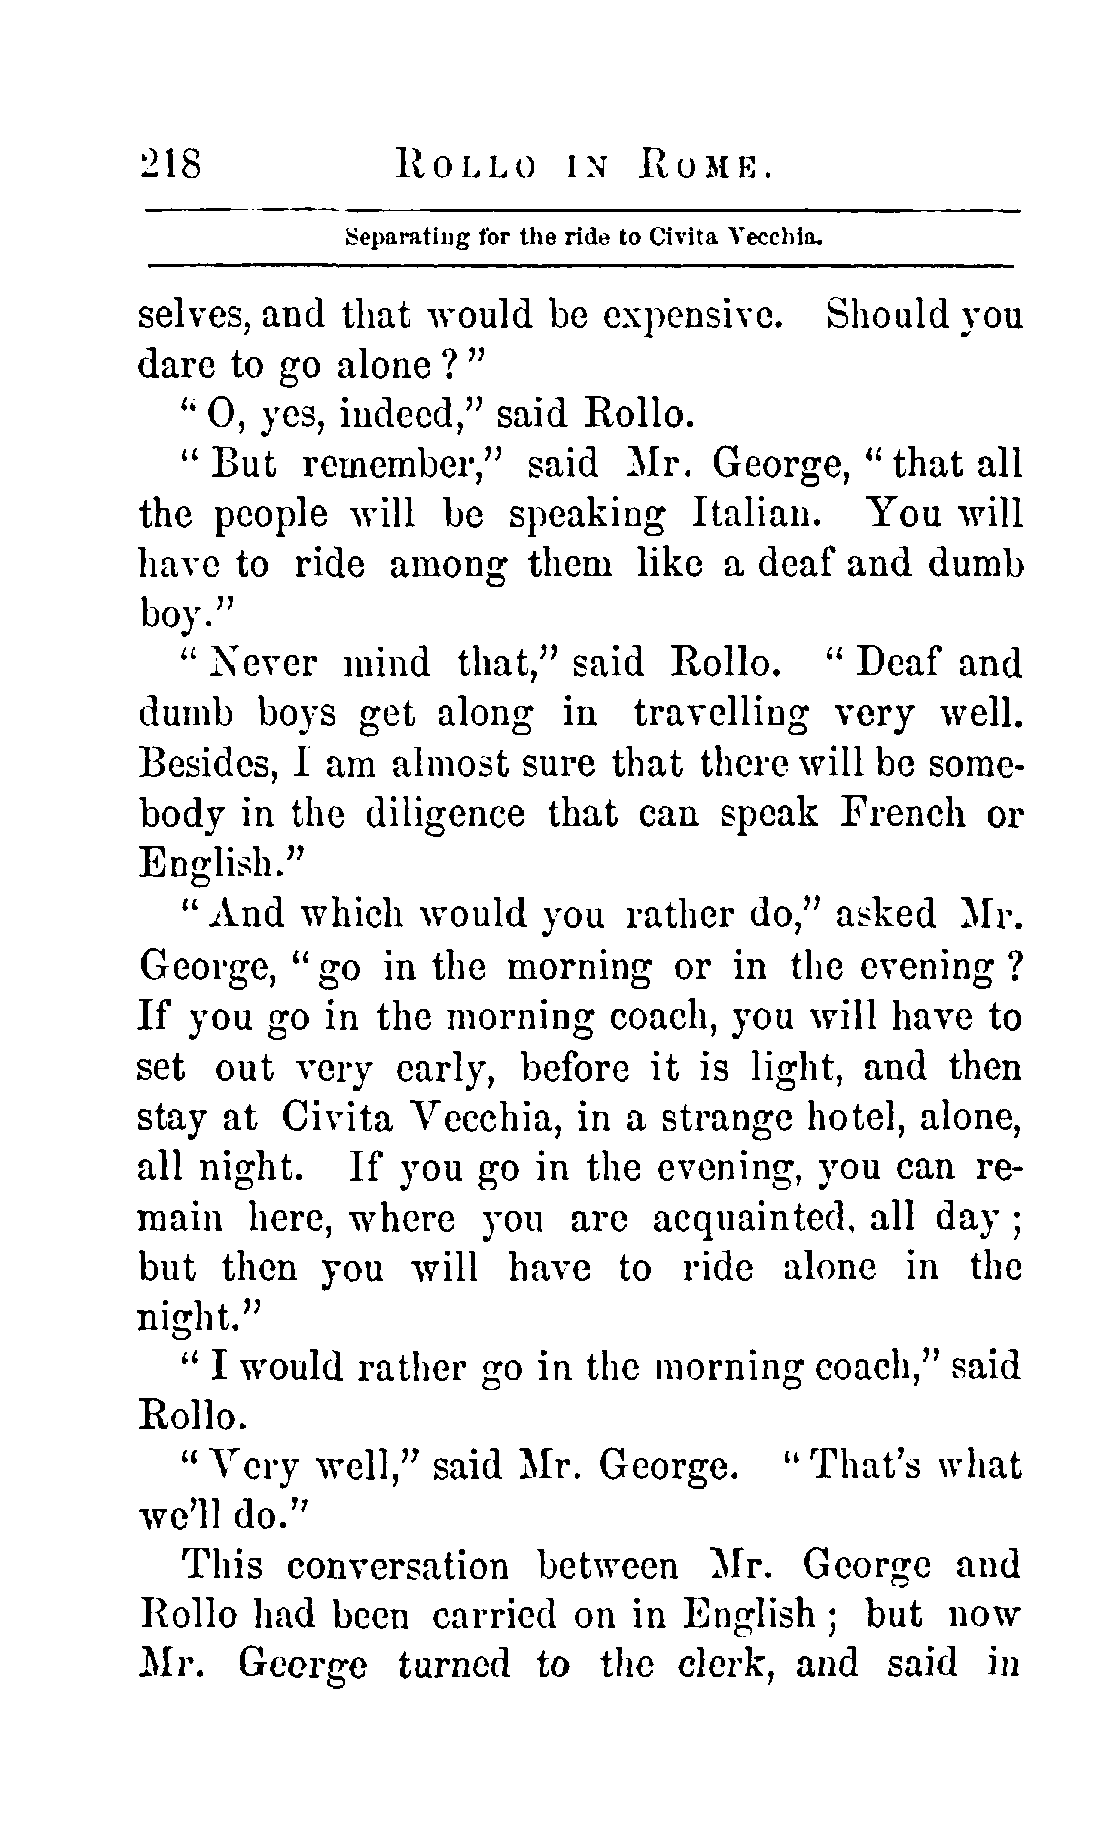 218 ROLLO IN ROME.
Separating for the ride to Civita Vecchia.
selves, and that would be expensive. Should you
dare to go alone ? "
" O, yes, indeed," said Rollo.
" But remember," said Mr. George, " that all
the people will be speaking Italian. You will
have to ride among them like a deaf and dumb
boy."
" Never mind that," said Rollo. " Deaf and
dumb boys get along in travelling very well.
Besides, I am almost sure that there will be some-
body in the diligence that can speak French or
English."
" And which would you rather do," asked Mr.
George, " go in the morning or in the evening ?
If you go in the morning coach, you will have to
set out very early, before it is light, and then
stay at Civita Vecchia, in a strange hotel, alone,
all night. If you go in the evening, you can re-
main here, where you are acquainted, all day ;
but then you will have to ride alone in the
night."
" I would rather go in the morning coach," said
Rollo.
" Very well," said Mr. George. " That's what
we'll do."
This conversation between Mr. George and
Rollo had been carried on in English ; but now
Mr. George turned to the clerk, and said in